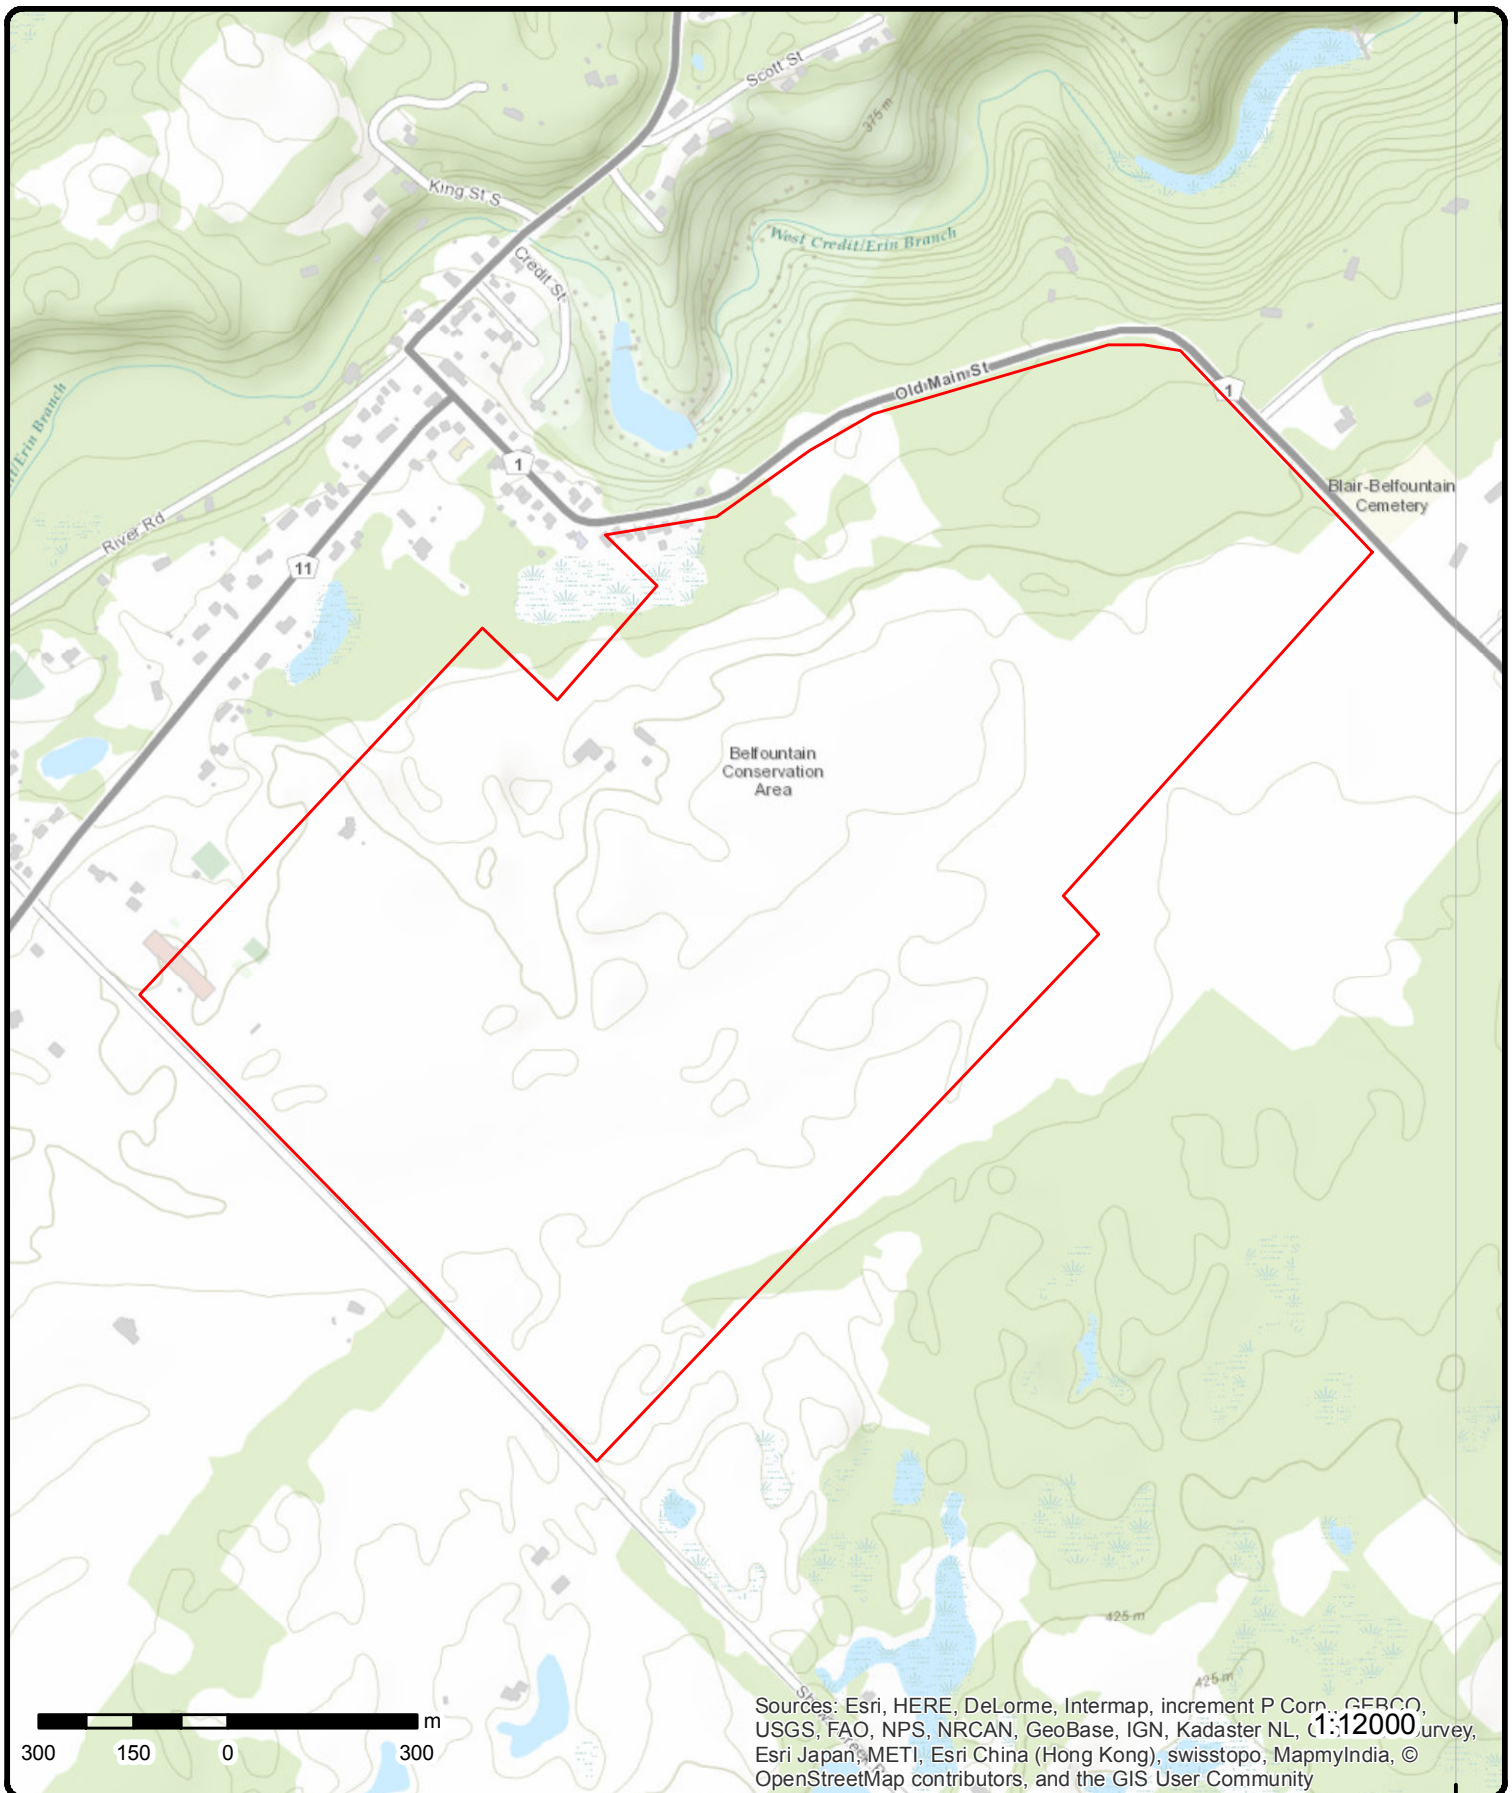 Scott St
375 m
King St S
West Credit/Erin Branch
Credit St
Old Main St
1
1
Blair-Belfountain
Cemetery
/Erin Branch
River Rd
11
Belfountain
Conservation
Area
425 m
425 m
m
300 150 0 300
Sources: Esri, HERE, DeLorme, Intermap, increment P Corp., GEBCO,
USGS, FAO, NPS, NRCAN, GeoBase, IGN, Kadaster NL, urvey,
1:12000
Esri Japan, METI, Esri China (Hong Kong), swisstopo, MapmyIndia, ©
OpenStreetMap contributors, and the GIS User Community